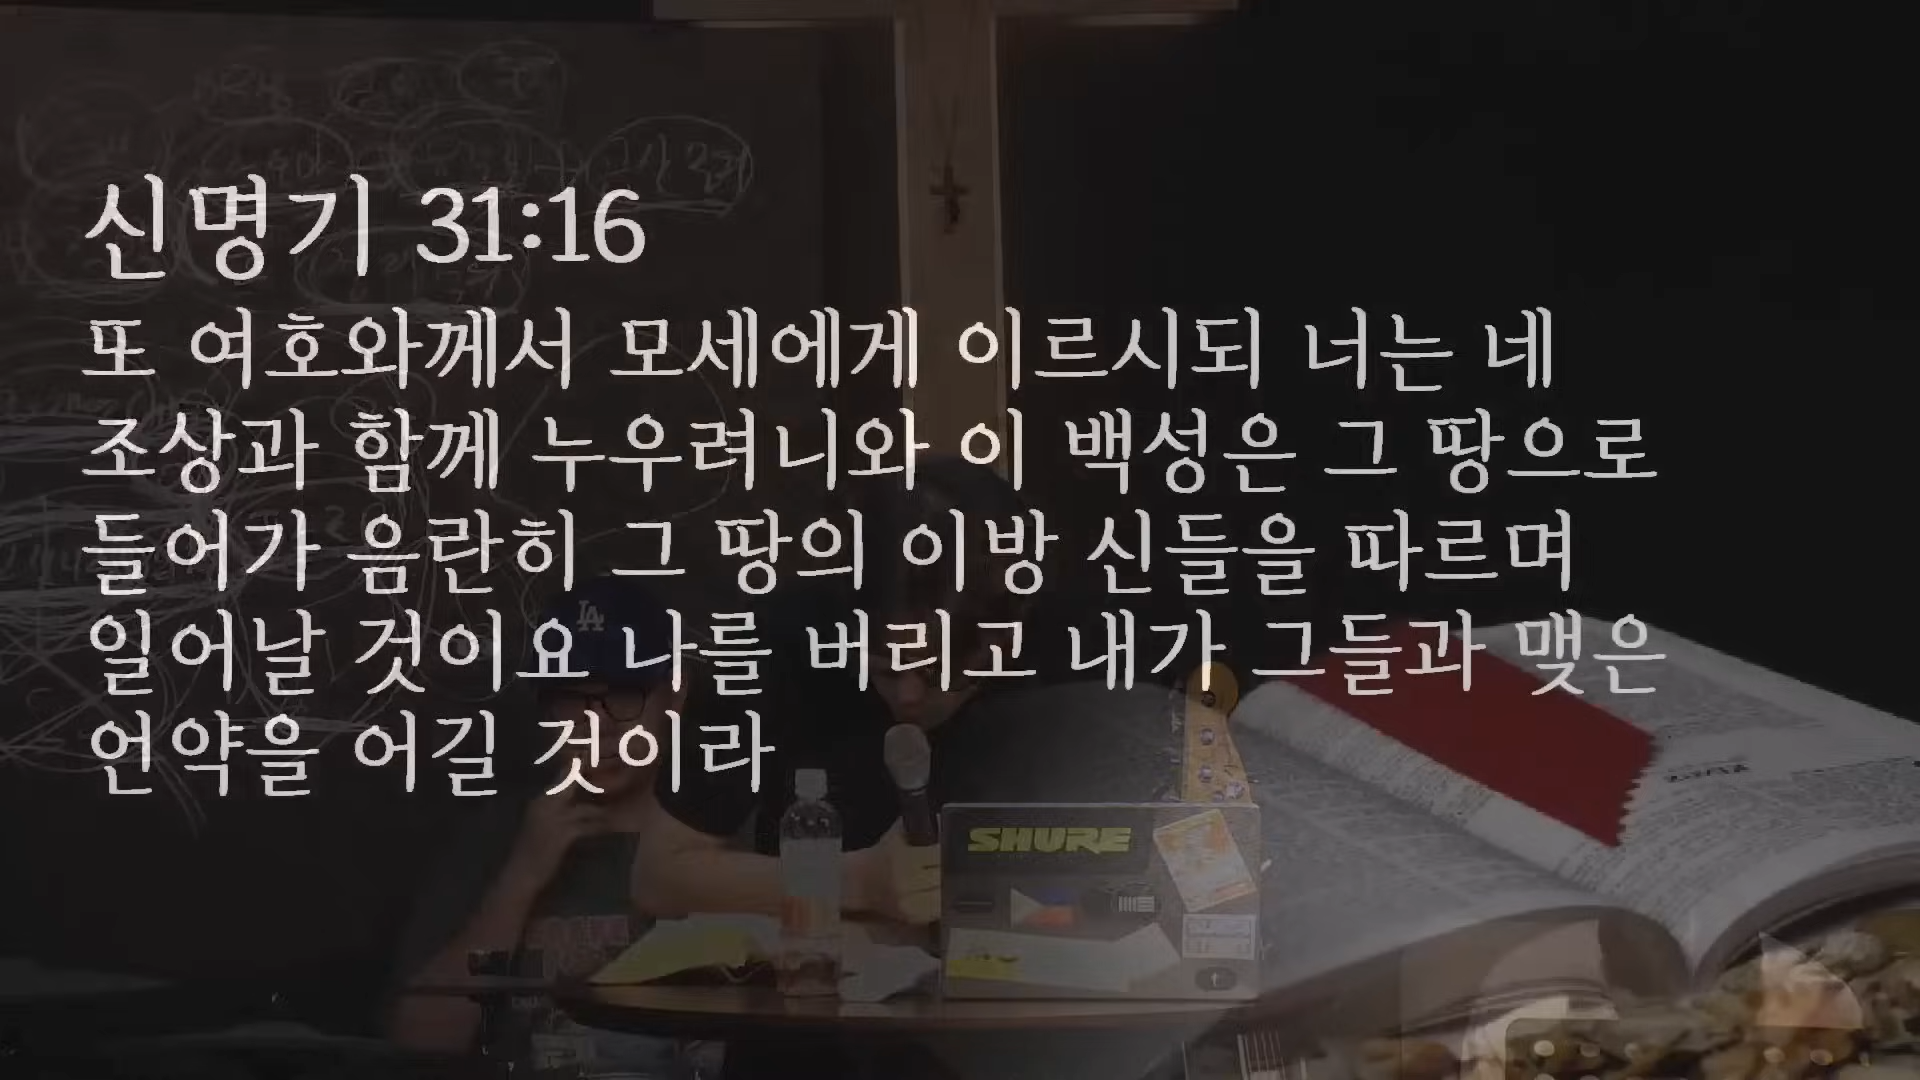 신명기 31:16
또 여호와께서 모세에게 이르시되 너는 네
조상과 함께 누우려니와 이 백성은 그 땅으로
들어가 음란히 그 땅의 이방 신들을 따르며
일어날 것이요 나를 버리고 내가 그들과 맺은
언약을 어길 것이라
LA
SHURE